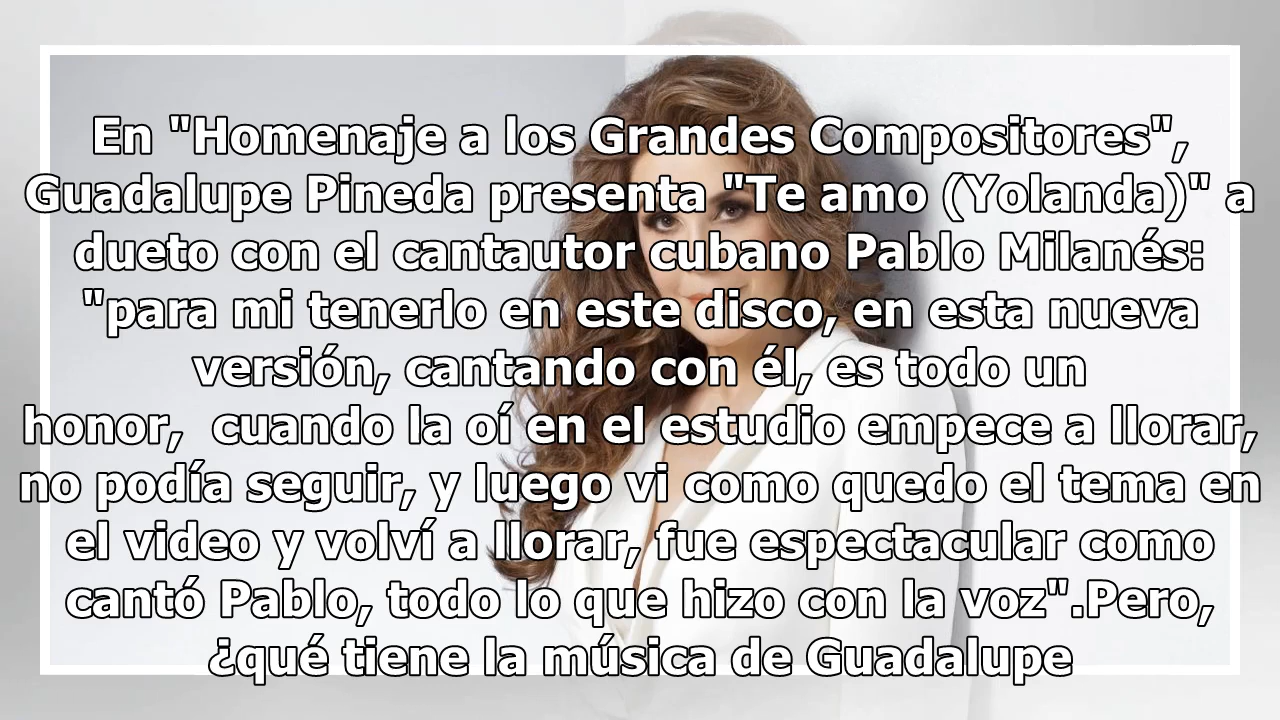 En "Homenaje a los Grandes Compositores",
Guadalupe Pineda presenta "Te amo (Yolanda)" a
dueto con el cantautor cubano Pablo Milanés:
"para mi tenerlo en este disco, en esta nueva
versión, cantando con él, es todo un
honor,  cuando la oí en el estudio empece a llorar,
no podía seguir, y luego vi como quedo el tema en
el video y volví a llorar, fue espectacular como
cantó Pablo, todo lo que hizo con la voz".Pero,
¿qué tiene la música de Guadalupe